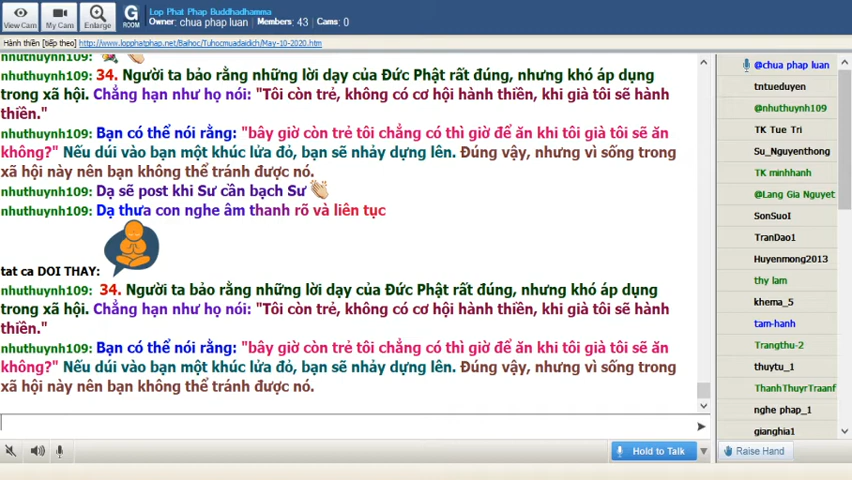 Lop Phat Phap Buddhadhamma
Owner: chua phap luan Members: 43 Cams: 0
View Cam
My Cam
Enlarge
G
ROOM
Hành thiền [tiếp theo] http://www.lopphatphap.net/Baihoc/Tuhocmuadaidich/May-10-2020.htm
nhuthuynh109:
nhuthuynh109: 34. Người ta bảo rằng những lời dạy của Đức Phật rất đúng, nhưng khó áp dụng
trong xã hội. Chẳng hạn như họ nói: "Tôi còn trẻ, không có cơ hội hành thiền, khi già tôi sẽ hành
thiền."
nhuthuynh109: Bạn có thể nói rằng: "bây giờ còn trẻ tôi chẳng có thì giờ để ăn khi tôi già tôi sẽ ăn
không?" Nếu dúi vào bạn một khúc lửa đỏ, bạn sẽ nhảy dựng lên. Đúng vậy, nhưng vì sống trong
xã hội này nên bạn không thể tránh được nó.
nhuthuynh109: Dạ sẽ post khi Sư cần bạch Sư
nhuthuynh109: Dạ thưa con nghe âm thanh rõ và liên tục
tat ca DOI THAY:
nhuthuynh109: 34. Người ta bảo rằng những lời dạy của Đức Phật rất đúng, nhưng khó áp dụng
trong xã hội. Chẳng hạn như họ nói: "Tôi còn trẻ, không có cơ hội hành thiền, khi già tôi sẽ hành
thiền."
nhuthuynh109: Bạn có thể nói rằng: "bây giờ còn trẻ tôi chẳng có thì giờ để ăn khi tôi già tôi sẽ ăn
không?" Nếu dúi vào bạn một khúc lửa đỏ, bạn sẽ nhảy dựng lên. Đúng vậy, nhưng vì sống trong
xã hội này nên bạn không thể tránh được nó.
@chua phap luan
tntueduyen
@nhuthuynh109
TK Tue Tri
Su_Nguyenthong
TK minhhanh
@Lang Gia Nguyet
SonSuoI
TranDao1
Huyenmong2013
thy lam
khema_5
tam-hanh
Trangthu-2
thuytu_1
ThanhThuyrTraanf
nghe phap_1
gianghia1
Hold to Talk
Raise Hand